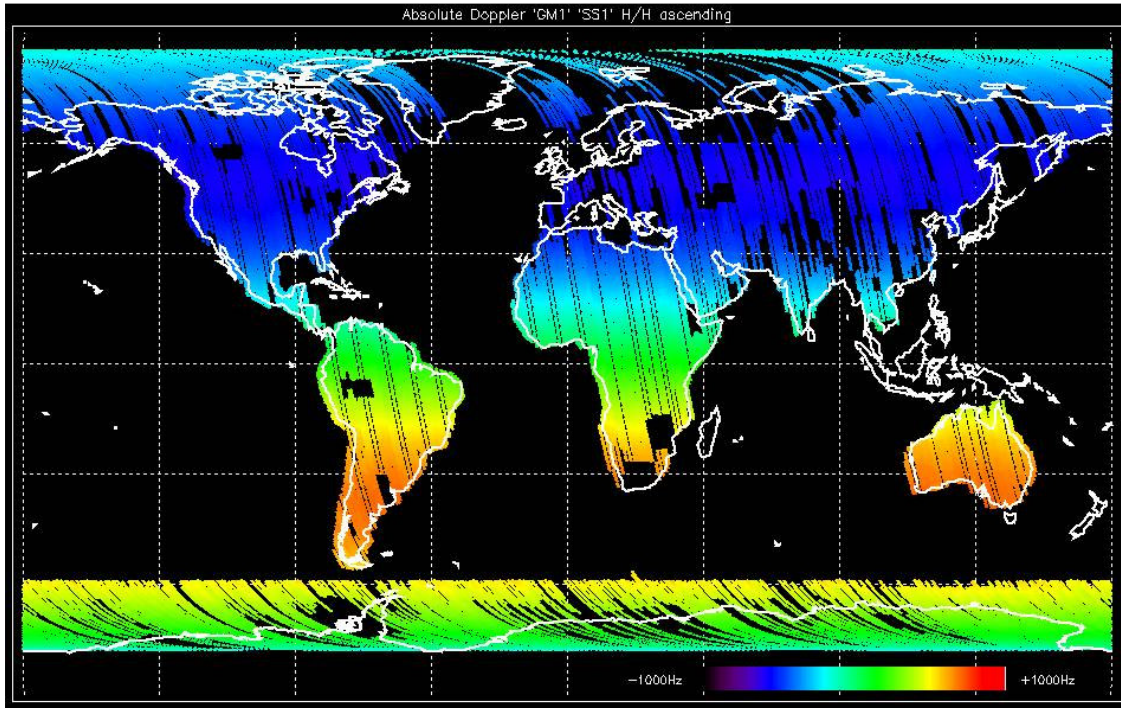 Absolute Doppler 'GM1' 'SS1' H/H ascending
-1000Hz +1000Hz